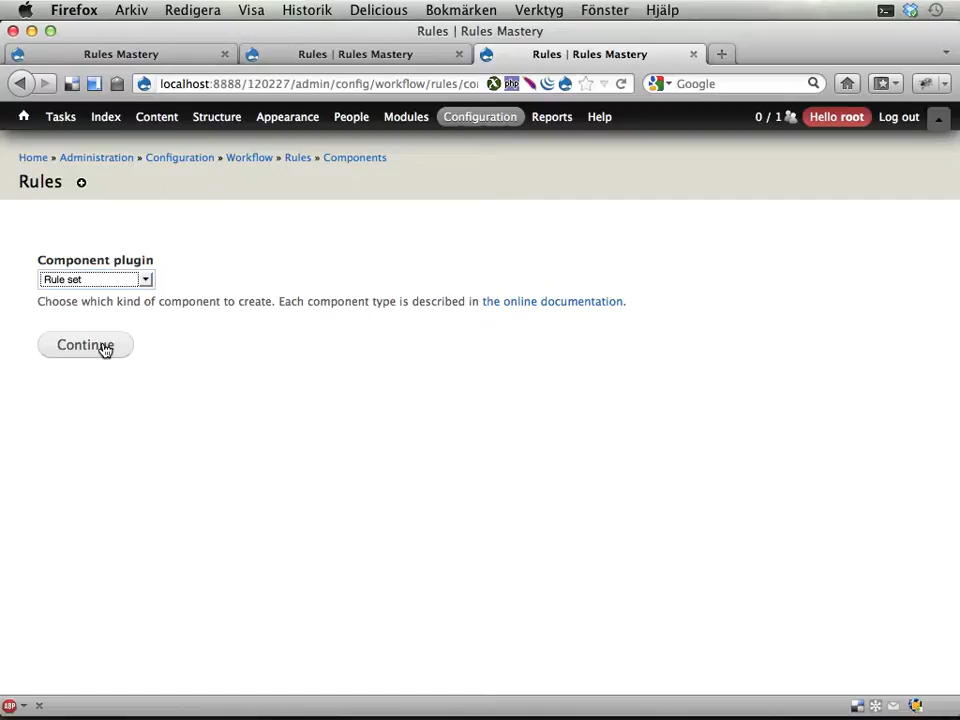 Firefox Arkiv Redigera Visa Historik Delicious Bokmärken Verktyg Fönster Hjälp
Rules | Rules Mastery
Rules Mastery Rules | Rules Mastery Rules | Rules Mastery
localhost:8888/120227/admin/config/workflow/rules/co Google
Tasks Index Content Structure Appearance People Modules Configuration Reports Help 0 / 1 Hello root Log out
Home » Administration » Configuration » Workflow » Rules » Components
Rules
Component plugin
Rule set
Choose which kind of component to create. Each component type is described in the online documentation.
Continue
ABP